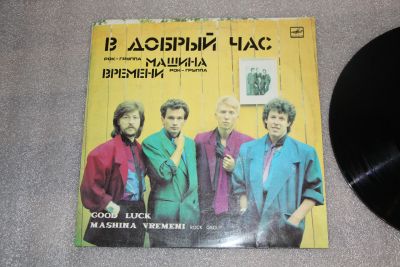 В ДОБРЫЙ ЧАС
РОК-ГРУППА МАШИНА
ВРЕМЕНИ РОК-ГРУППА
GOOD LUCK
MASHINA VREMENI ROCK GROUP